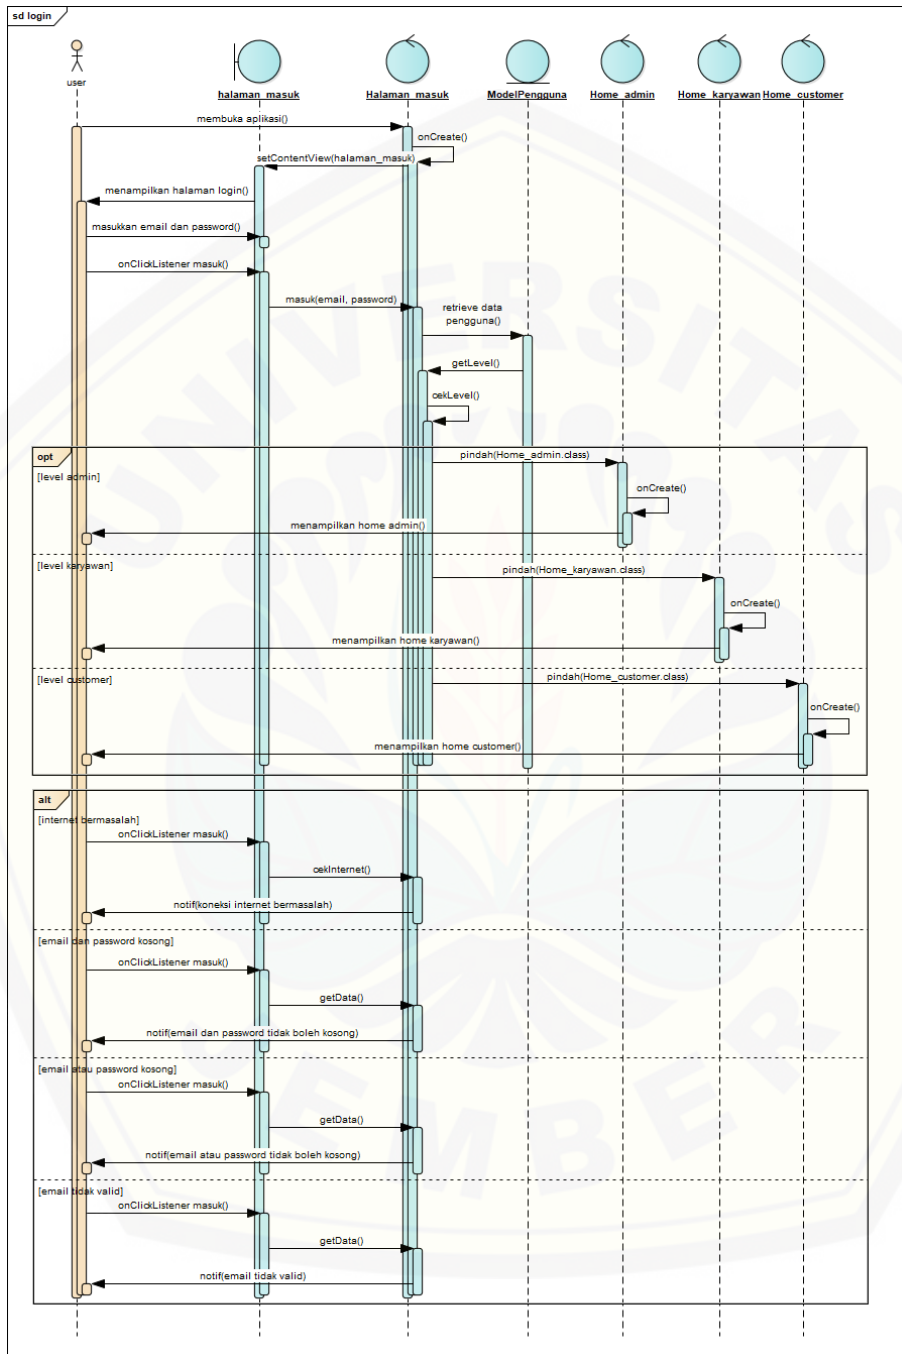 sd login
user
halaman_masuk
Halaman_masuk
ModelPengguna
Home_admin
Home_karyawan
Home_customer
membuka aplikasi()
onCreate()
setContentView(halaman_masuk)
menampilkan halaman login()
masukkan email dan password()
onClickListener masuk()
masuk(email, password)
retrieve data
pengguna()
getLevel()
cekLevel()
opt
pindah(Home_admin.class)
[level admin]
onCreate()
menampilkan home admin()
[level karyawan]
pindah(Home_karyawan.class)
onCreate()
menampilkan home karyawan()
[level customer]
pindah(Home_customer.class)
onCreate()
menampilkan home customer()
alt
[internet bermasalah]
onClickListener masuk()
cekInternet()
notif(koneksi internet bermasalah)
[email dan password kosong]
onClickListener masuk()
getData()
notif(email dan password tidak boleh kosong)
[email atau password kosong]
onClickListener masuk()
getData()
notif(email atau password tidak boleh kosong)
[email tidak valid]
onClickListener masuk()
getData()
notif(email tidak valid)
UNIVERSITAS
JEMBER